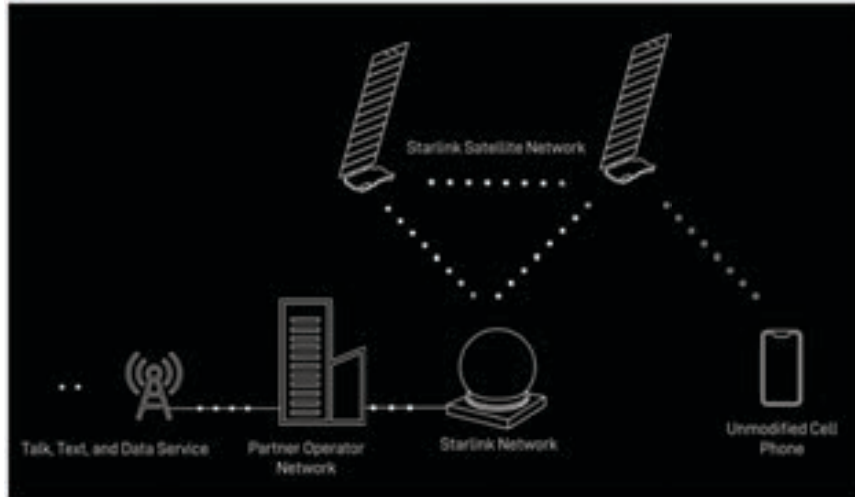 Starlink Satellite Network
Talk, Text, and Data Service
Partner Operator
Network
Starlink Network
Unmodified Cell
Phone